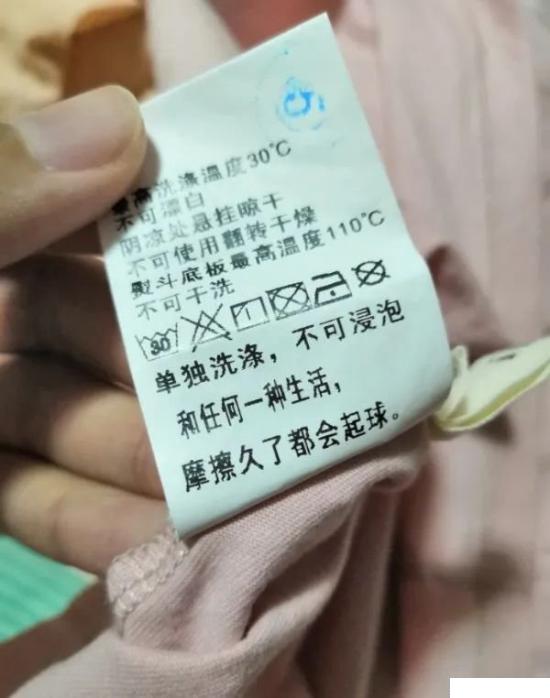 最高洗涤温度30℃
不可漂白
阴凉处悬挂晾干
不可使用翻转干燥
熨斗底板最高温度110℃
不可干洗
30
单独洗涤，不可浸泡
和任何一种生活，
摩擦久了都会起球。